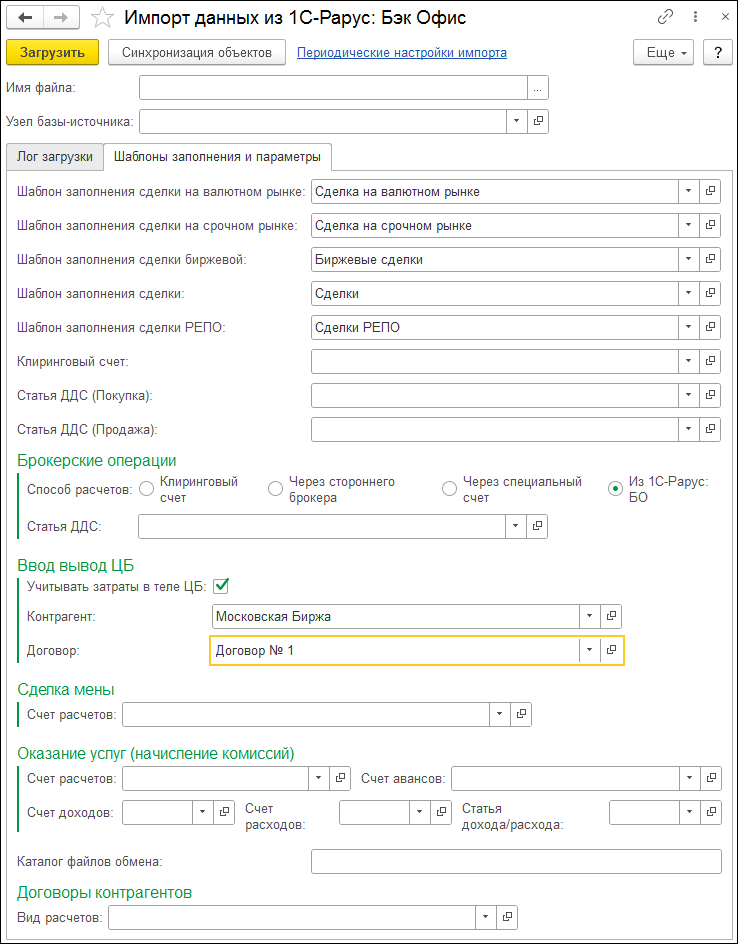 Импорт данных из 1С-Рарус: Бэк Офис
Загрузить Синхронизация объектов Периодические настройки импорта Еще ?
Имя файла: ...
Узел базы-источника:
Лог загрузки Шаблоны заполнения и параметры
Шаблон заполнения сделки на валютном рынке: Сделка на валютном рынке
Шаблон заполнения сделки на срочном рынке: Сделка на срочном рынке
Шаблон заполнения сделки биржевой: Биржевые сделки
Шаблон заполнения сделки: Сделки
Шаблон заполнения сделки РЕПО: Сделки РЕПО
Клиринговый счет:
Статья ДДС (Покупка):
Статья ДДС (Продажа):
Брокерские операции
Способ расчетов: Клиринговый счет Через стороннего брокера Через специальный счет Из 1С-Рарус: БО
Статья ДДС:
Ввод вывод ЦБ
Учитывать затраты в теле ЦБ:
Контрагент: Московская Биржа
Договор: Договор № 1
Сделка мены
Счет расчетов:
Оказание услуг (начисление комиссий)
Счет расчетов: Счет авансов:
Счет доходов: Счет расходов: Статья дохода/расхода:
Каталог файлов обмена:
Договоры контрагентов
Вид расчетов: